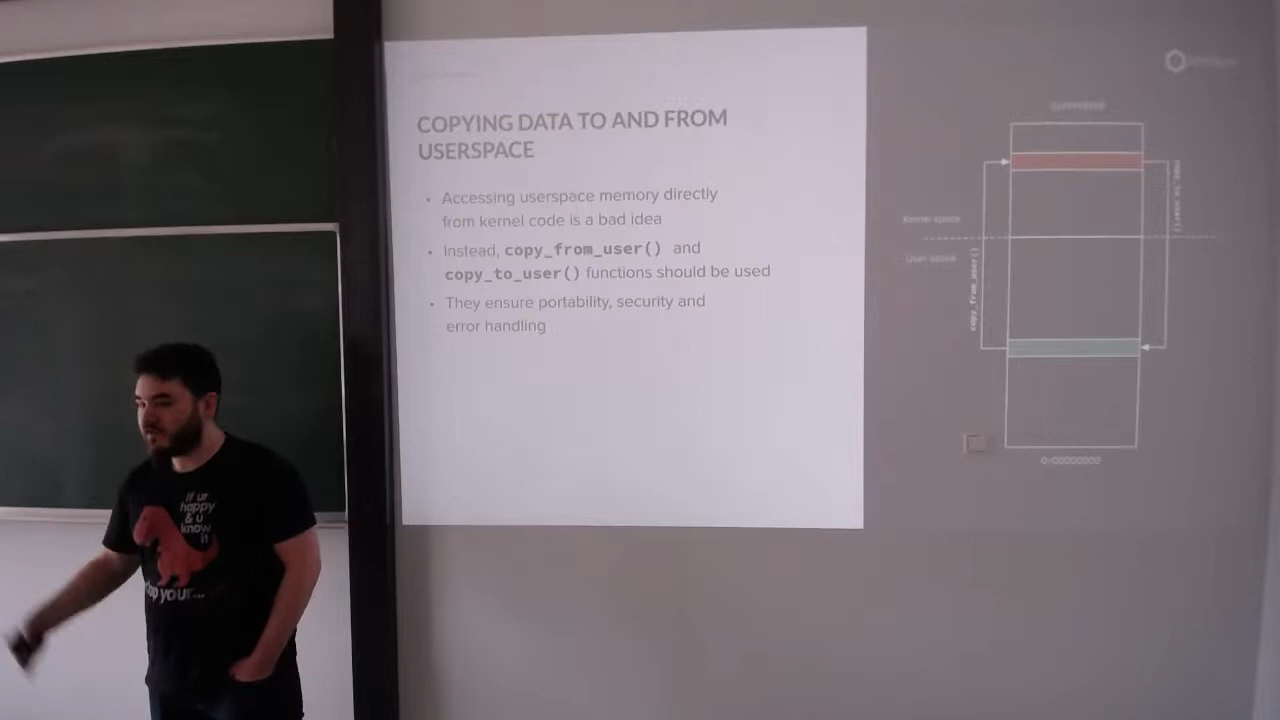 COPYING DATA TO AND FROM
USERSPACE
• Accessing userspace memory directly
from kernel code is a bad idea
• Instead, copy_from_user() and
copy_to_user() functions should be used
• They ensure portability, security and
error handling
Kernel space
User space
copy_from_user()
copy_to_user()
0x00000000
if ur
happy
& u
know
it
your...